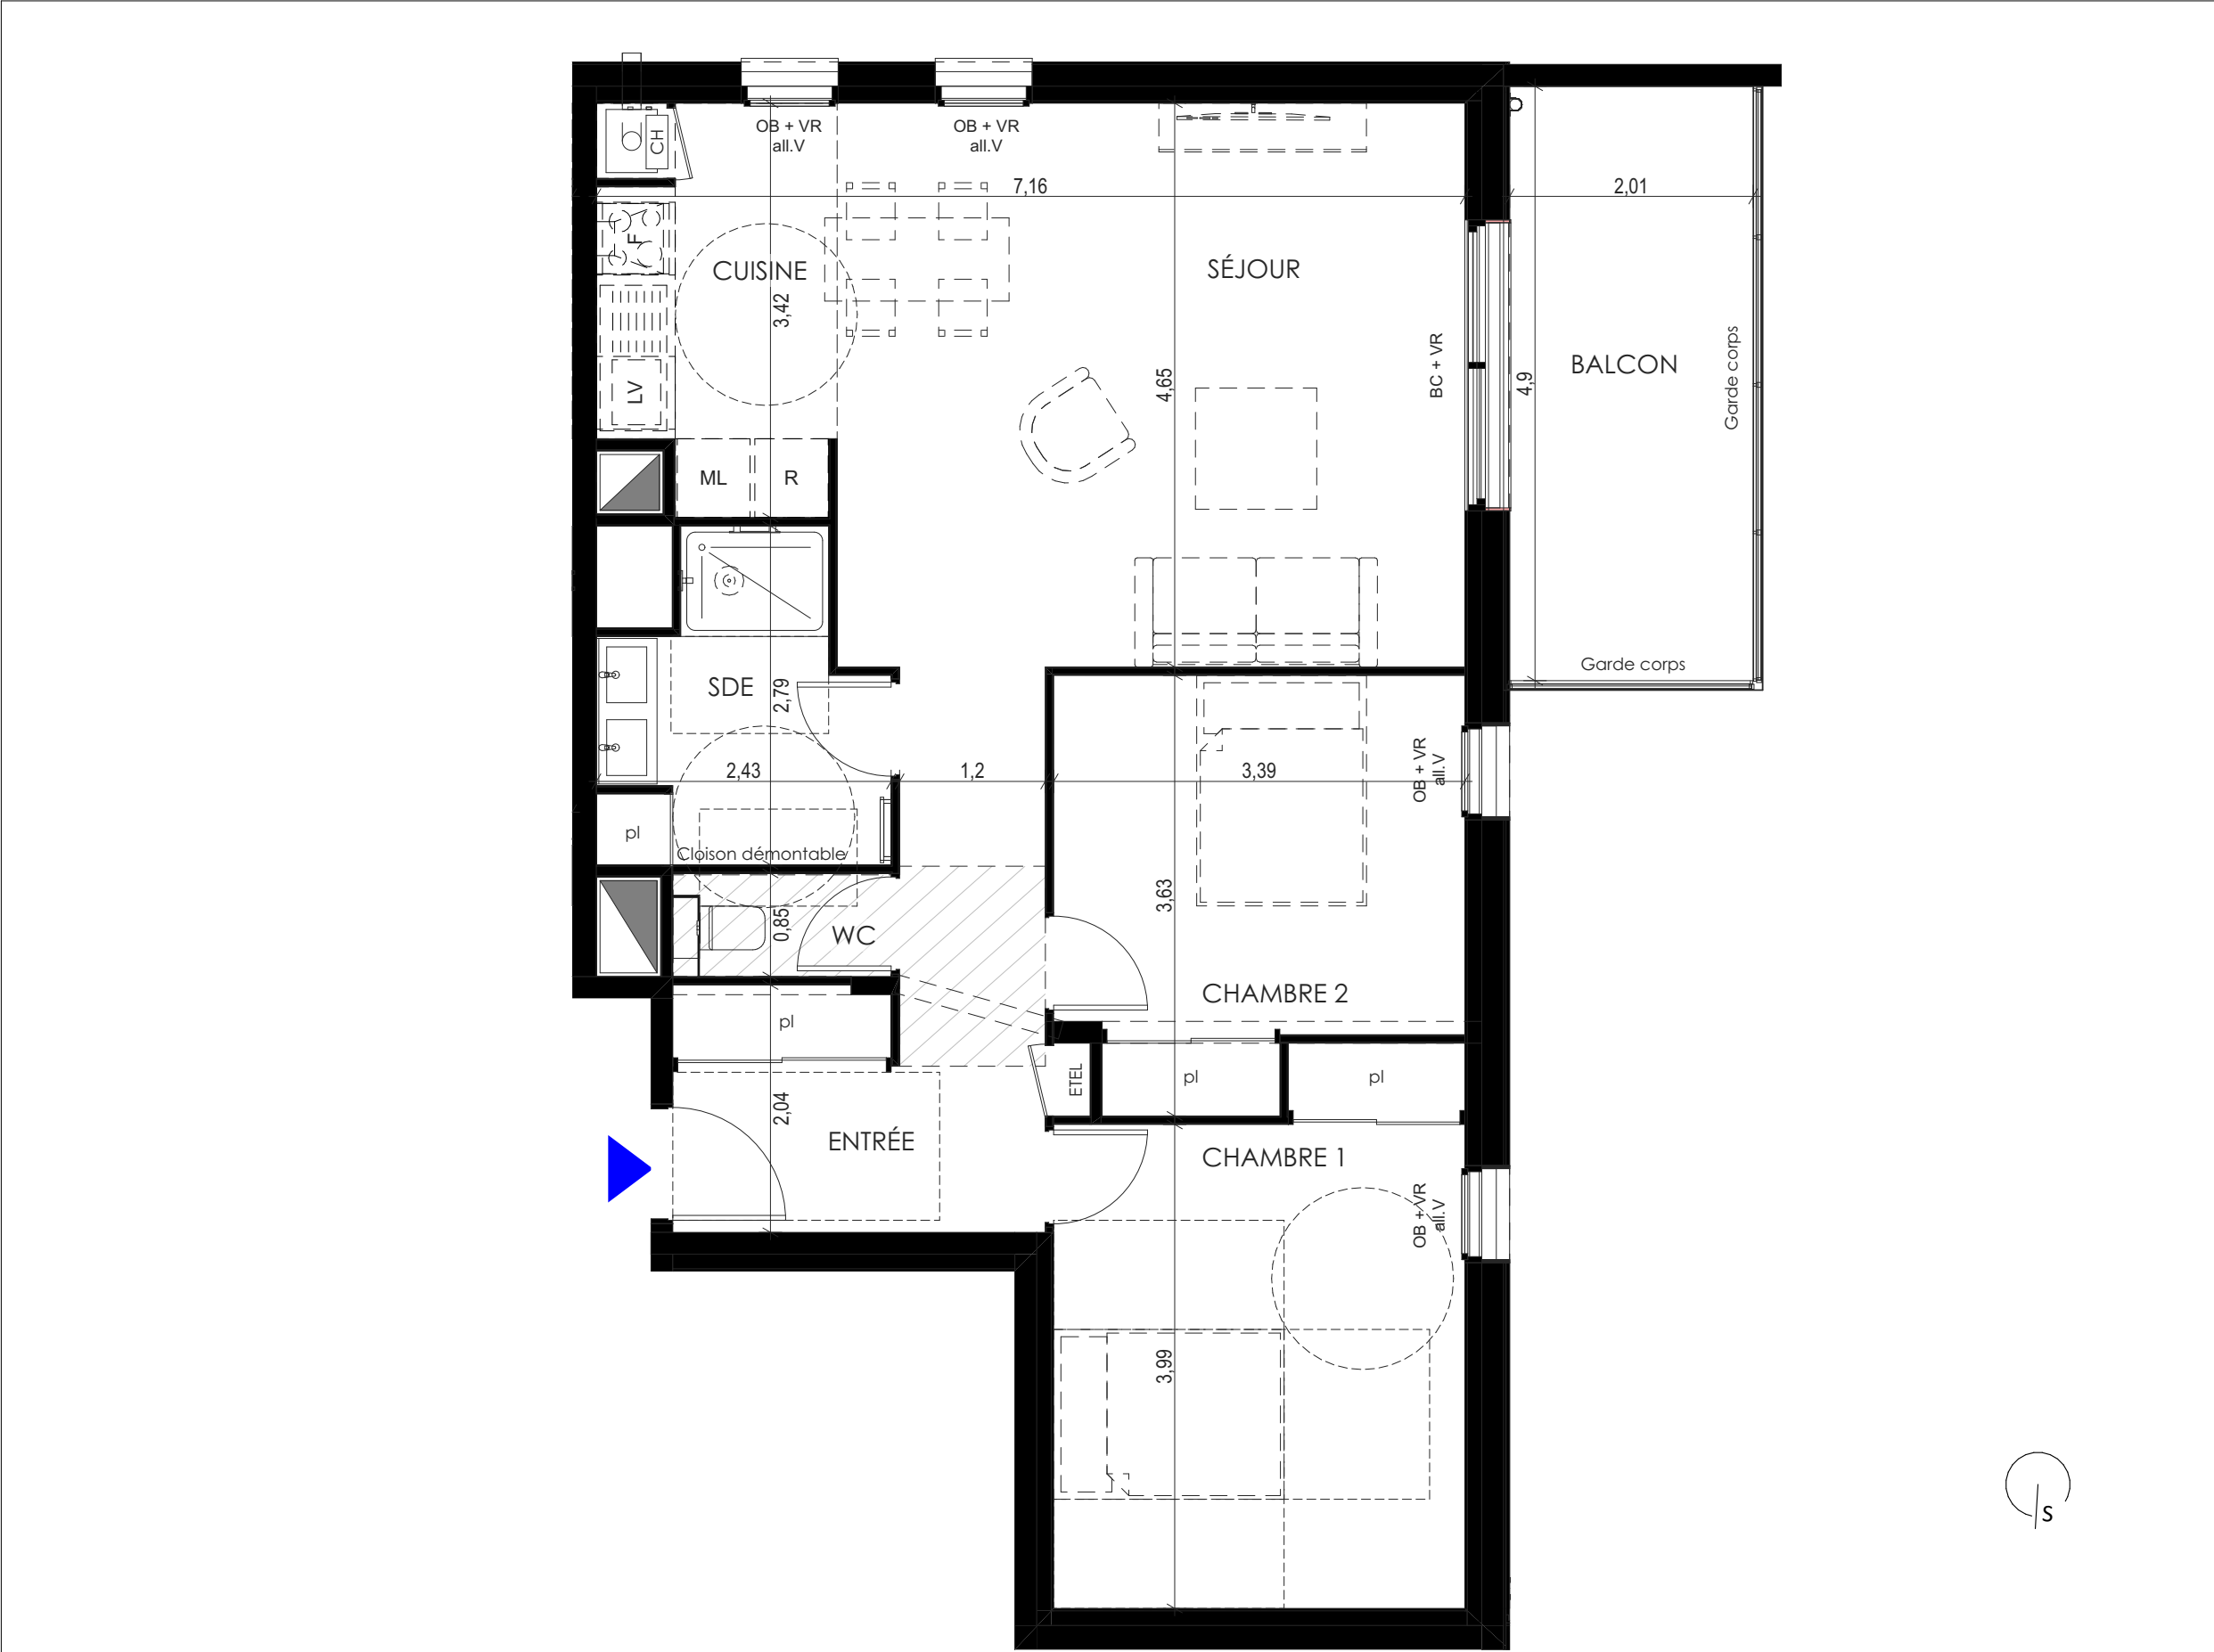 OB + VR
all.V
OB + VR
all.V
CH
7,16
2,01
F
CUISINE
SÉJOUR
3,42
BC + VR
BALCON
Garde corps
4,65
4,9
LV
ML
R
Garde corps
SDE
2,79
OB + VR
all.V
2,43
1,2
3,39
pl
Cloison démontable
3,63
0,85
WC
CHAMBRE 2
pl
ETEL
pl
pl
2,04
ENTRÉE
CHAMBRE 1
OB + VR
all.V
3,99
S